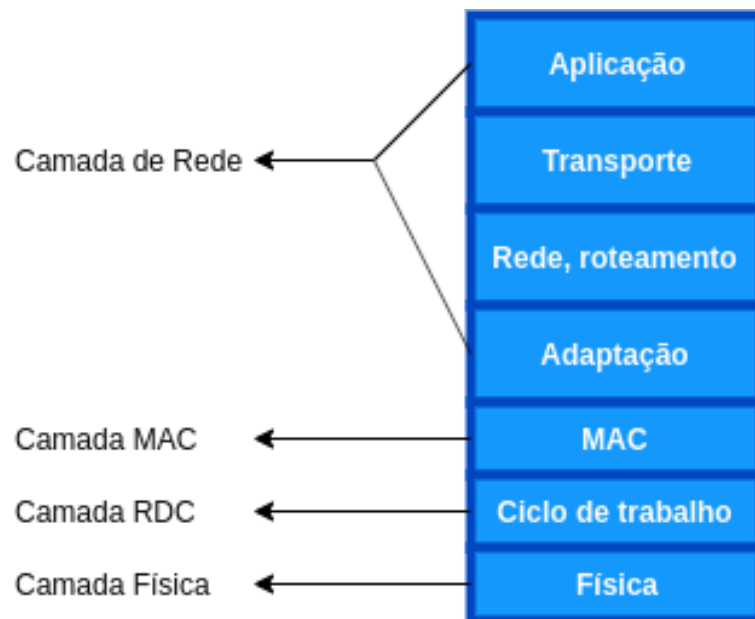 Aplicação
Camada de Rede
Transporte
Rede, roteamento
Adaptação
Camada MAC
MAC
Camada RDC
Ciclo de trabalho
Camada Física
Física